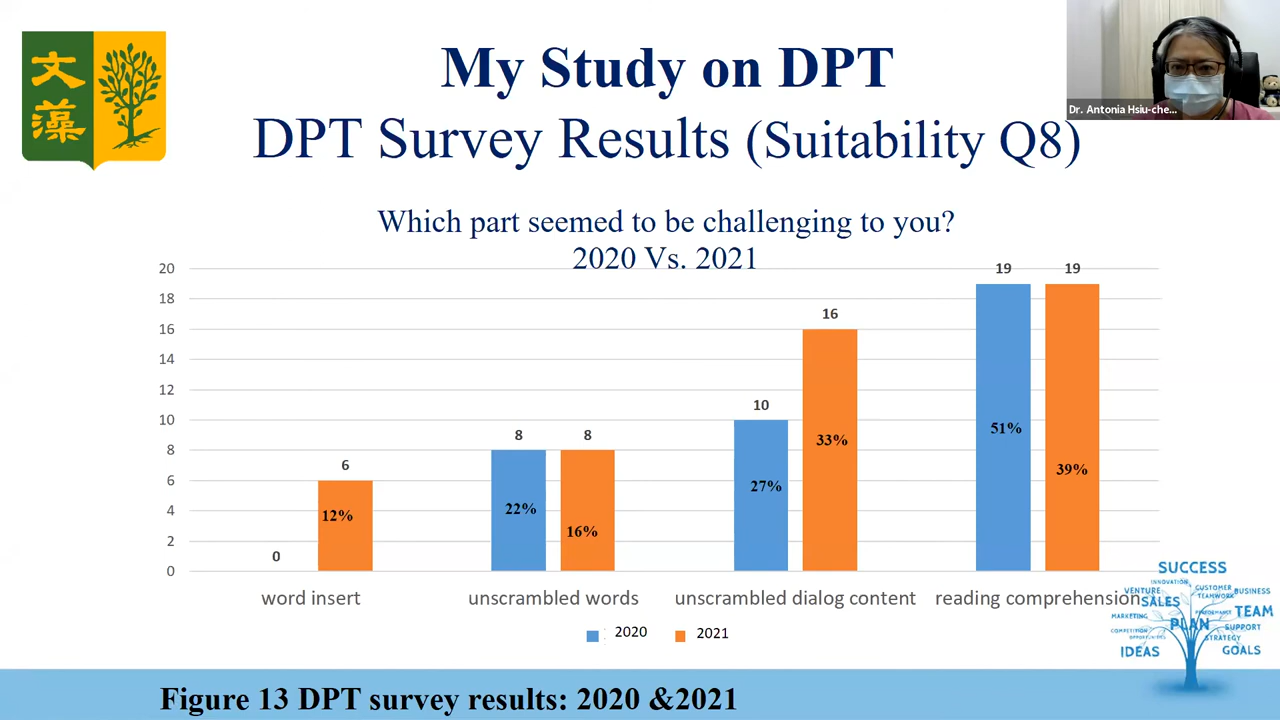 文
藻
My Study on DPT
DPT Survey Results (Suitability Q8)
Dr. Antonia Hsiu-che...
Which part seemed to be challenging to you?
2020 Vs. 2021
20
18
16
14
12
10
8
6
4
2
0
0
6
12%
8
22%
8
16%
10
27%
16
33%
19
51%
19
39%
word insert
unscrmbled words
unscrambled dialog content
reading comprehension
2020
2021
SUCCESS
INNOVATION
VENTURE
CUSTOMER
BUSINESS
TEAMWORK
SALES
MARKETING
PERFORMANCE
TEAM
PLAN
SUPPORT
COMPETITION
OPPORTUNITIES
STRATEGY
IDEAS
GOALS
Figure 13 DPT survey results: 2020 &2021